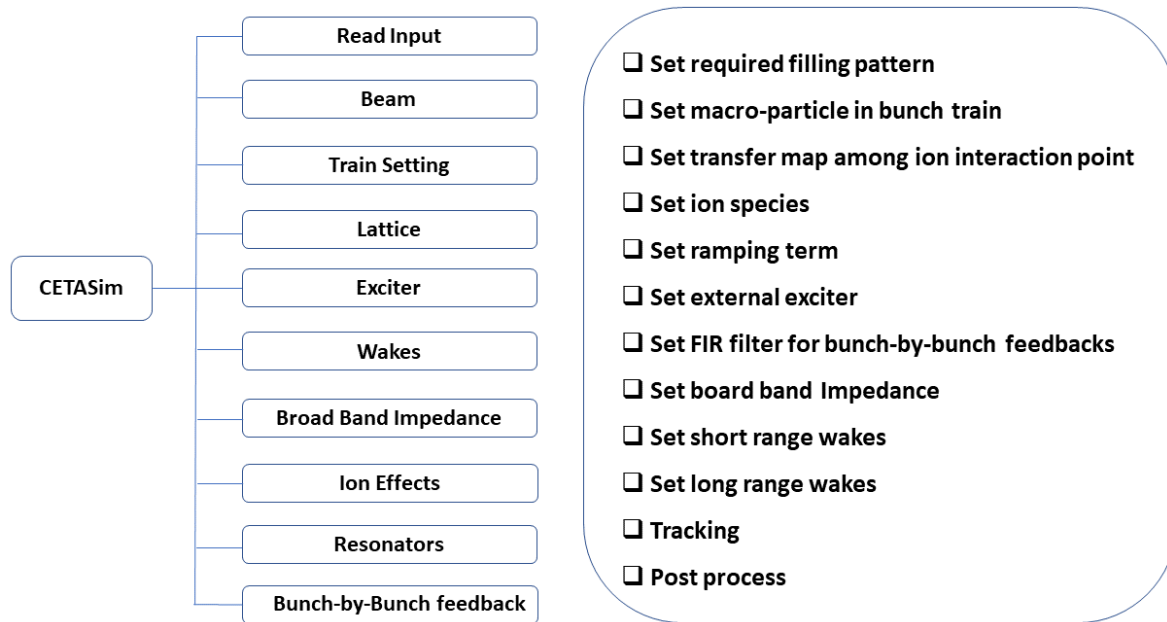 CETASim
Read Input
Beam
Train Setting
Lattice
Exciter
Wakes
Broad Band Impedance
Ion Effects
Resonators
Bunch-by-Bunch feedback
Set required filling pattern
Set macro-particle in bunch train
Set transfer map among ion interaction point
Set ion species
Set ramping term
Set external exciter
Set FIR filter for bunch-by-bunch feedbacks
Set board band Impedance
Set short range wakes
Set long range wakes
Tracking
Post process